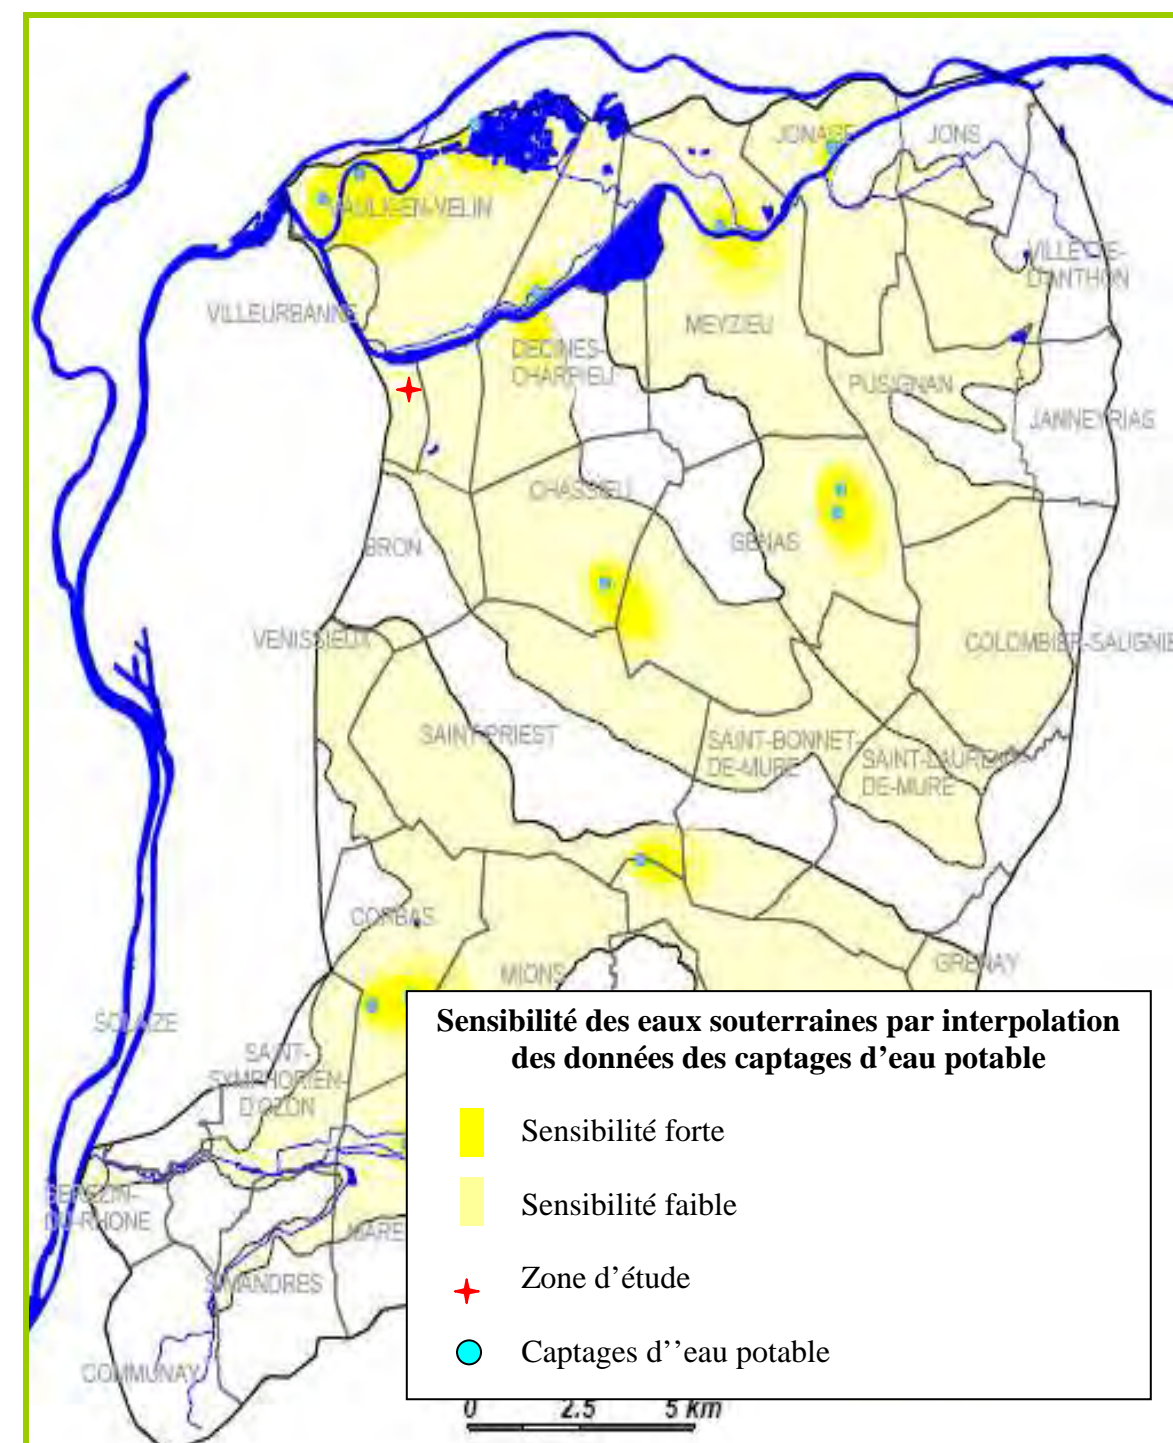 JONAGE
JONS
VAULX-EN-VELIN
VILLETTE-
D'ANTHON
VILLEURBANNE
MEYZIEU
DECINES-
CHARPIEU
PUSIGNAN
JANNEYRIAS
CHASSIEU
GENAS
BRON
VENISSIEUX
COLOMBIER-SAUGNIE
SAINT-PRIEST
SAINT-BONNET-
DE-MURE
SAINT-LAURENT-
DE-MURE
CORBAS
MIONS
GRENAY
SOLAIZE
SAINT-
SYMPHORIEN-
D'OZON
SEREZIN-
DU-RHONE
MARE
SIMANDRES
COMMUNAY
Sensibilité des eaux souterraines par interpolation
des données des captages d'eau potable
Sensibilité forte
Sensibilité faible
Zone d'étude
Captages d''eau potable
0 2.5 5 km